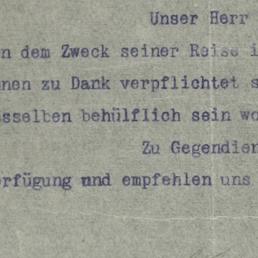 Unser Herr
n dem Zweck seiner Reise i
nen zu Dank verpflichtet s
sselben behülflich sein wo
Zu Gegendien
rfügung und empfehlen uns